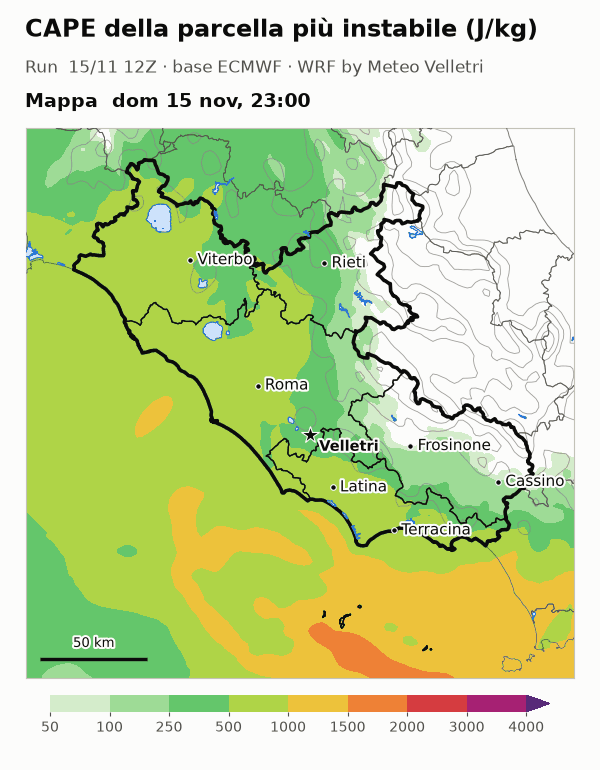 CAPE della parcella più instabile (J/kg)
Run 15/11 12Z · base ECMWF · WRF by Meteo Velletri
Mappa dom 15 nov, 23:00
Viterbo
Rieti
Roma
Velletri
Frosinone
Latina
Cassino
Terracina
50 km
50 100 250 500 1000 1500 2000 3000 4000